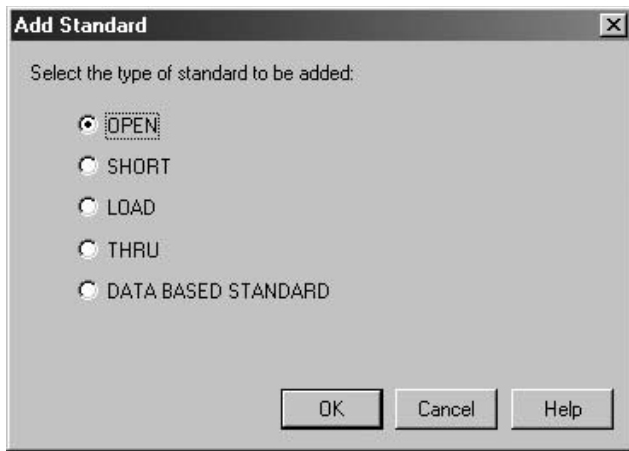 Add Standard
Select the type of standard to be added:
OPEN
SHORT
LOAD
THRU
DATA BASED STANDARD
OK Cancel Help